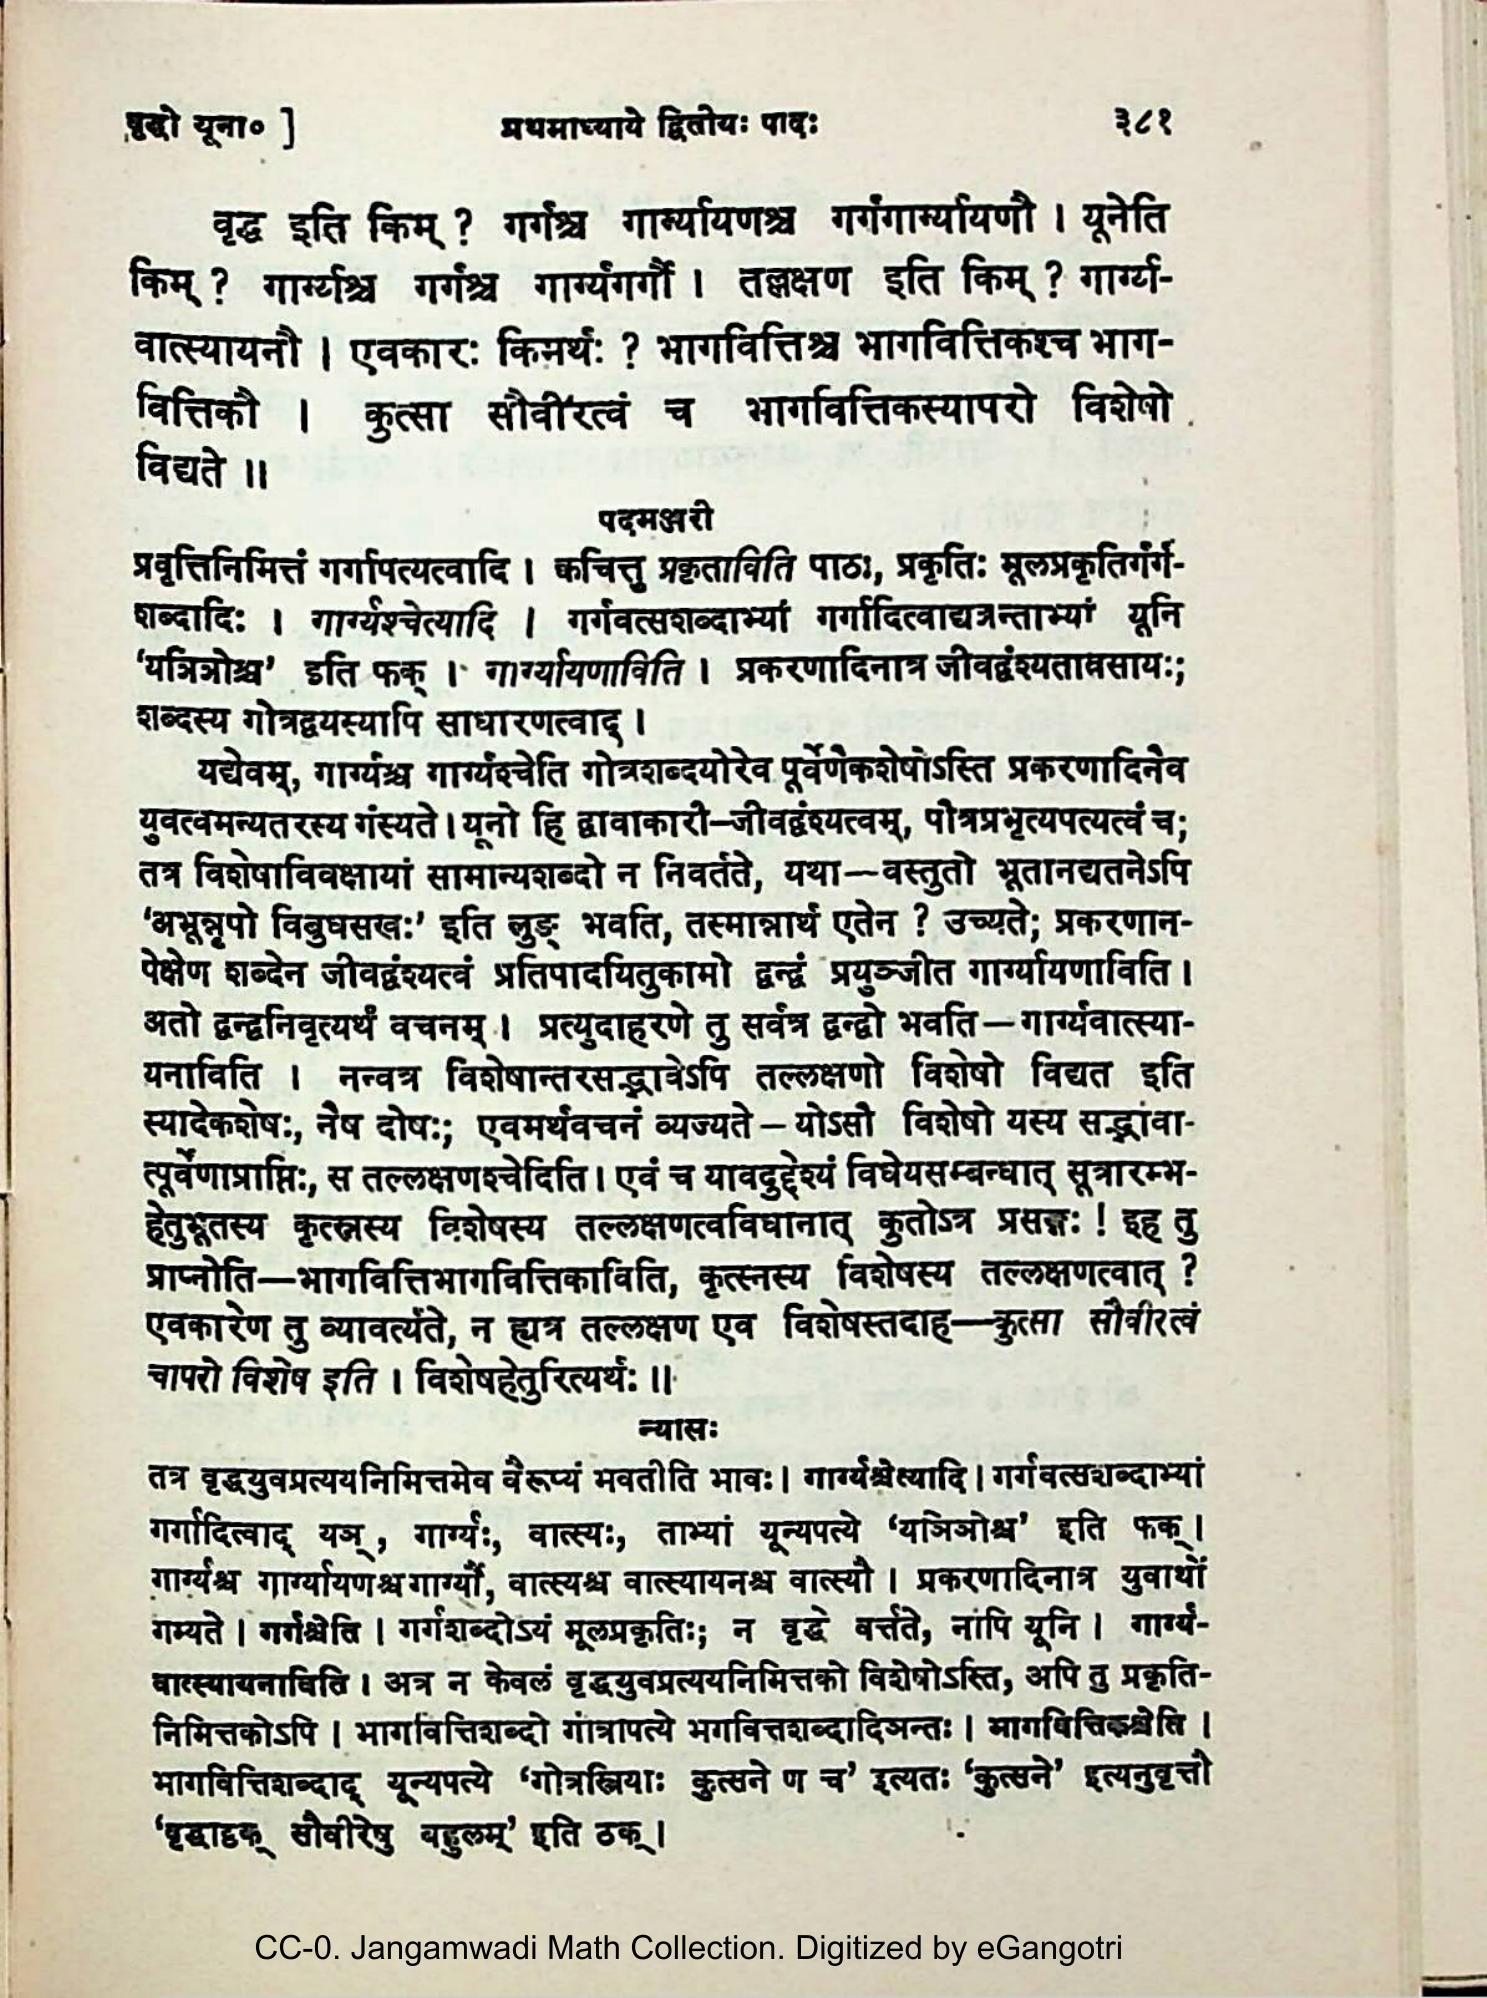 वृद्धो यूना० ] प्रथमाध्याये द्वितीयः पादः ३८१
वृद्ध इति किम् ? गर्गश्च गार्ग्यायणश्च गर्गगार्ग्यायणौ । यूनेति
किम् ? गार्ग्यश्च गर्गश्च गार्ग्यगर्गौ । तल्लक्षण इति किम् ? गार्ग्य-
वात्स्यायनौ । एवकारः किमर्थः ? भागवित्तिश्च भागवित्तिकश्च भाग-
वित्तिकौ । कुत्सा सौवीरत्वं च भागवित्तिकस्यापरो विशेषो
विद्यते ॥
पदमञ्जरी
प्रवृत्तिनिमित्तं गर्गापत्यत्वादि । क्वचित्तु प्रकृताविति पाठः, प्रकृतिः मूलप्रकृतिर्गर्ग-
शब्दादिः । गार्ग्यश्चेत्यादि । गर्गवत्सशब्दाभ्यां गर्गादित्वाद्यञन्ताभ्यां यूनि
‘यञिञोश्च’ इति फक् । गार्ग्यायणाविति । प्रकरणादिनात्र जीवद्वंश्यतावसायः;
शब्दस्य गोत्रद्वयस्यापि साधारणत्वाद् ।
यद्येवम्, गार्ग्यश्च गार्ग्यश्चेति गोत्रशब्दयोरेव पूर्वेणैकशेषोऽस्ति प्रकरणादिनैव
युवत्वमन्यतरस्य गंस्यते । यूनो हि द्वावाकारौ—जीवद्वंश्यत्वम्, पौत्रप्रभृत्यपत्यत्वं च;
तत्र विशेषाविवक्षायां सामान्यशब्दो न निवर्तते, यथा—वस्तुतो भूतानद्यतनेऽपि
‘अभून्नृपो विबुधसखः’ इति लुङ् भवति, तस्मान्नार्थ एतेन ? उच्यते; प्रकरणान-
पेक्षेण शब्देन जीवद्वंश्यत्वं प्रतिपादयितुकामो द्वन्द्वं प्रयुञ्जीत गार्ग्यायणाविति ।
अतो द्वन्द्वनिवृत्यर्थं वचनम् । प्रत्युदाहरणे तु सर्वत्र द्वन्द्वो भवति — गार्ग्यवात्स्या-
यनाविति । नन्वत्र विशेषान्तरसद्भावेऽपि तल्लक्षणो विशेषो विद्यत इति
स्यादेकशेषः, नैष दोषः; एवमर्थवचनं व्यज्यते — योऽसौ विशेषो यस्य सद्भावा-
त्पूर्वेणाप्राप्तिः, स तल्लक्षणश्चेदिति । एवं च यावदुद्देश्यं विधेयसम्बन्धात् सूत्रारम्भ-
हेतुभूतस्य कृत्स्नस्य विशेषस्य तल्लक्षणत्वविधानात् कुतोऽत्र प्रसङ्गः ! इह तु
प्राप्नोति—भागवित्तिभागवित्तिकाविति, कृत्स्नस्य विशेषस्य तल्लक्षणत्वात् ?
एवकारेण तु व्यावर्त्यते, न ह्यत्र तल्लक्षण एव विशेषस्तदाह—कुत्सा सौवीरत्वं
चापरो विशेष इति । विशेषहेतुरित्यर्थः ॥
न्यासः
तत्र वृद्धयुवप्रत्ययनिमित्तमेव वैरूप्यं भवतीति भावः । गार्ग्यश्चेत्यादि । गर्गवत्सशब्दाभ्यां
गर्गादित्वाद् यञ्, गार्ग्यः, वात्स्यः, ताभ्यां यून्यपत्ये ‘यञिञोश्च’ इति फक् ।
गार्ग्यश्च गार्ग्यायणश्च गार्ग्यौ, वात्स्यश्च वात्स्यायनश्च वात्स्यौ । प्रकरणादिनात्र युवार्थो
गम्यते । गर्गश्चेति । गर्गशब्दोऽयं मूलप्रकृतिः; न वृद्धे वर्त्तते, नापि यूनि । गार्ग्य-
वात्स्यायनाविति । अत्र न केवलं वृद्धयुवप्रत्ययनिमित्तको विशेषोऽस्ति, अपि तु प्रकृति-
निमित्तकोऽपि । भागवित्तिशब्दो गोत्रापत्ये भगवित्तशब्दादिञन्तः । भागवित्तिकश्चेति ।
भागवित्तिशब्दाद् यून्यपत्ये ‘गोत्रस्त्रियाः कुत्सने ण च’ इत्यतः ‘कुत्सने’ इत्यनुवृत्तौ
‘वृद्धाट्ठक् सौवीरेषु बहुलम्’ इति ठक् ।
CC-0. Jangamwadi Math Collection. Digitized by eGangotri